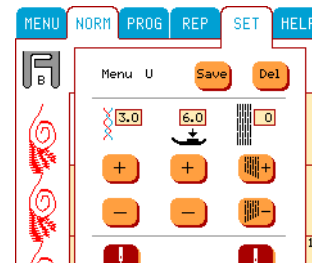 MENU NORM PROG REP SET HELP
B
Menu U Save Del
3.0 6.0 0
+ + +
- - -